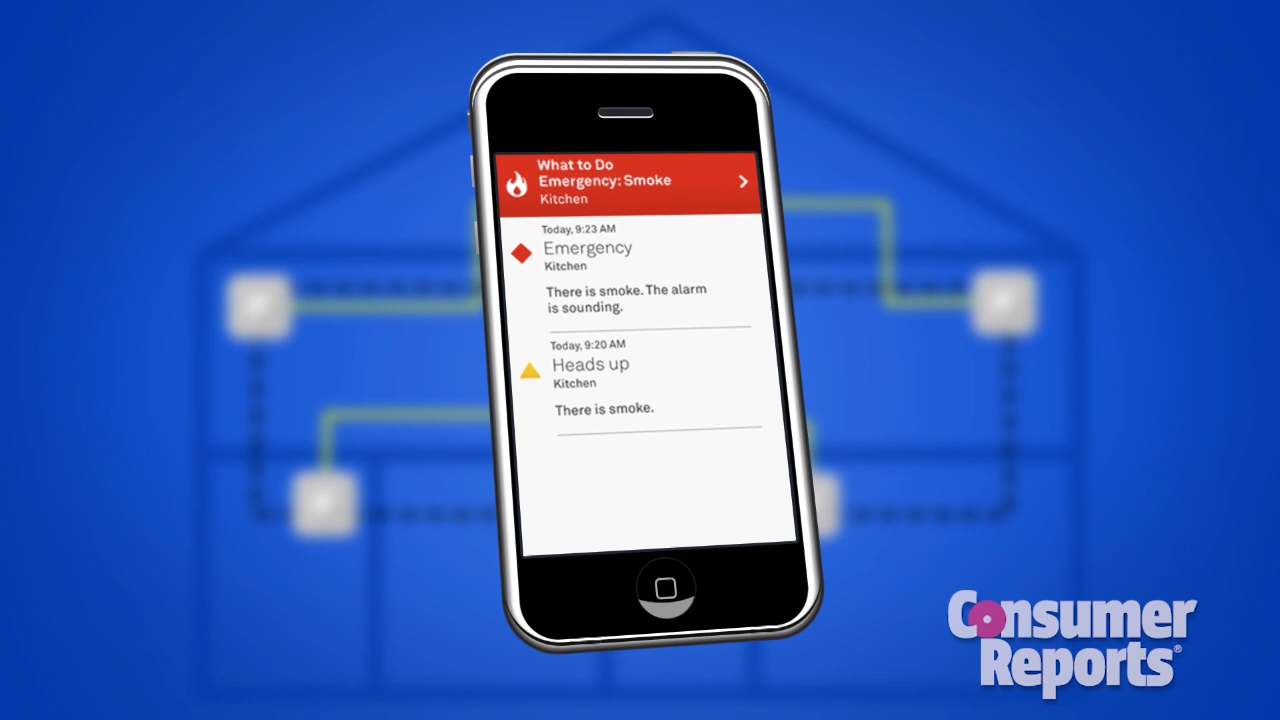 What to Do
Emergency: Smoke
Kitchen
Today, 9:23 AM
Emergency
Kitchen
There is smoke. The alarm
is sounding.
Today, 9:20 AM
Heads up
Kitchen
There is smoke.
Consumer
Reports®